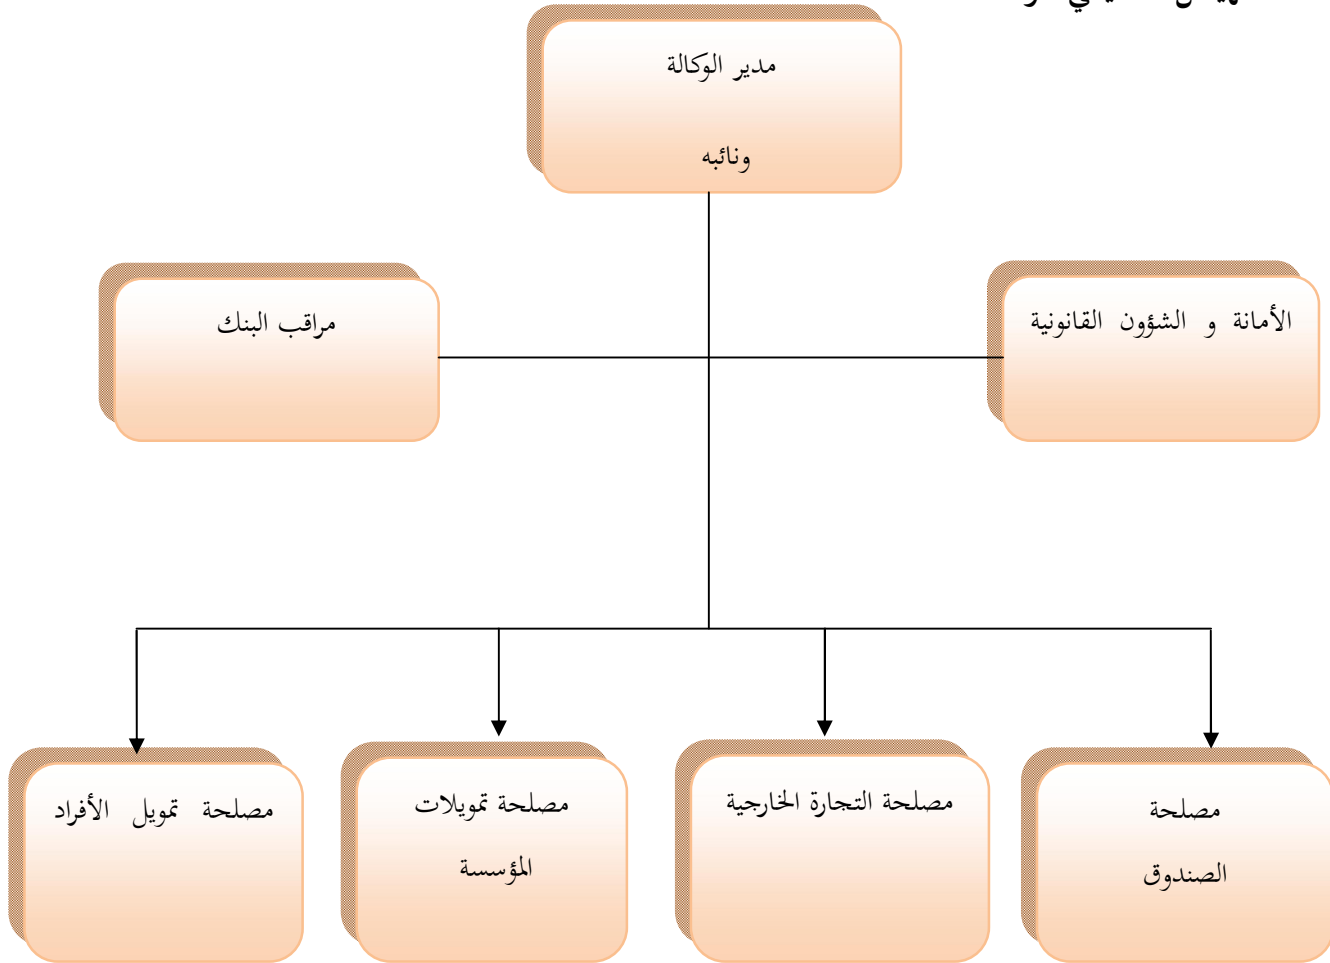 مدير الوكالة
ونائبه
الأمانة و الشؤون القانونية
مراقب البنك
مصلحة
الصندوق
مصلحة التجارة الخارجية
مصلحة تمويلات
المؤسسة
مصلحة تمويل الأفراد